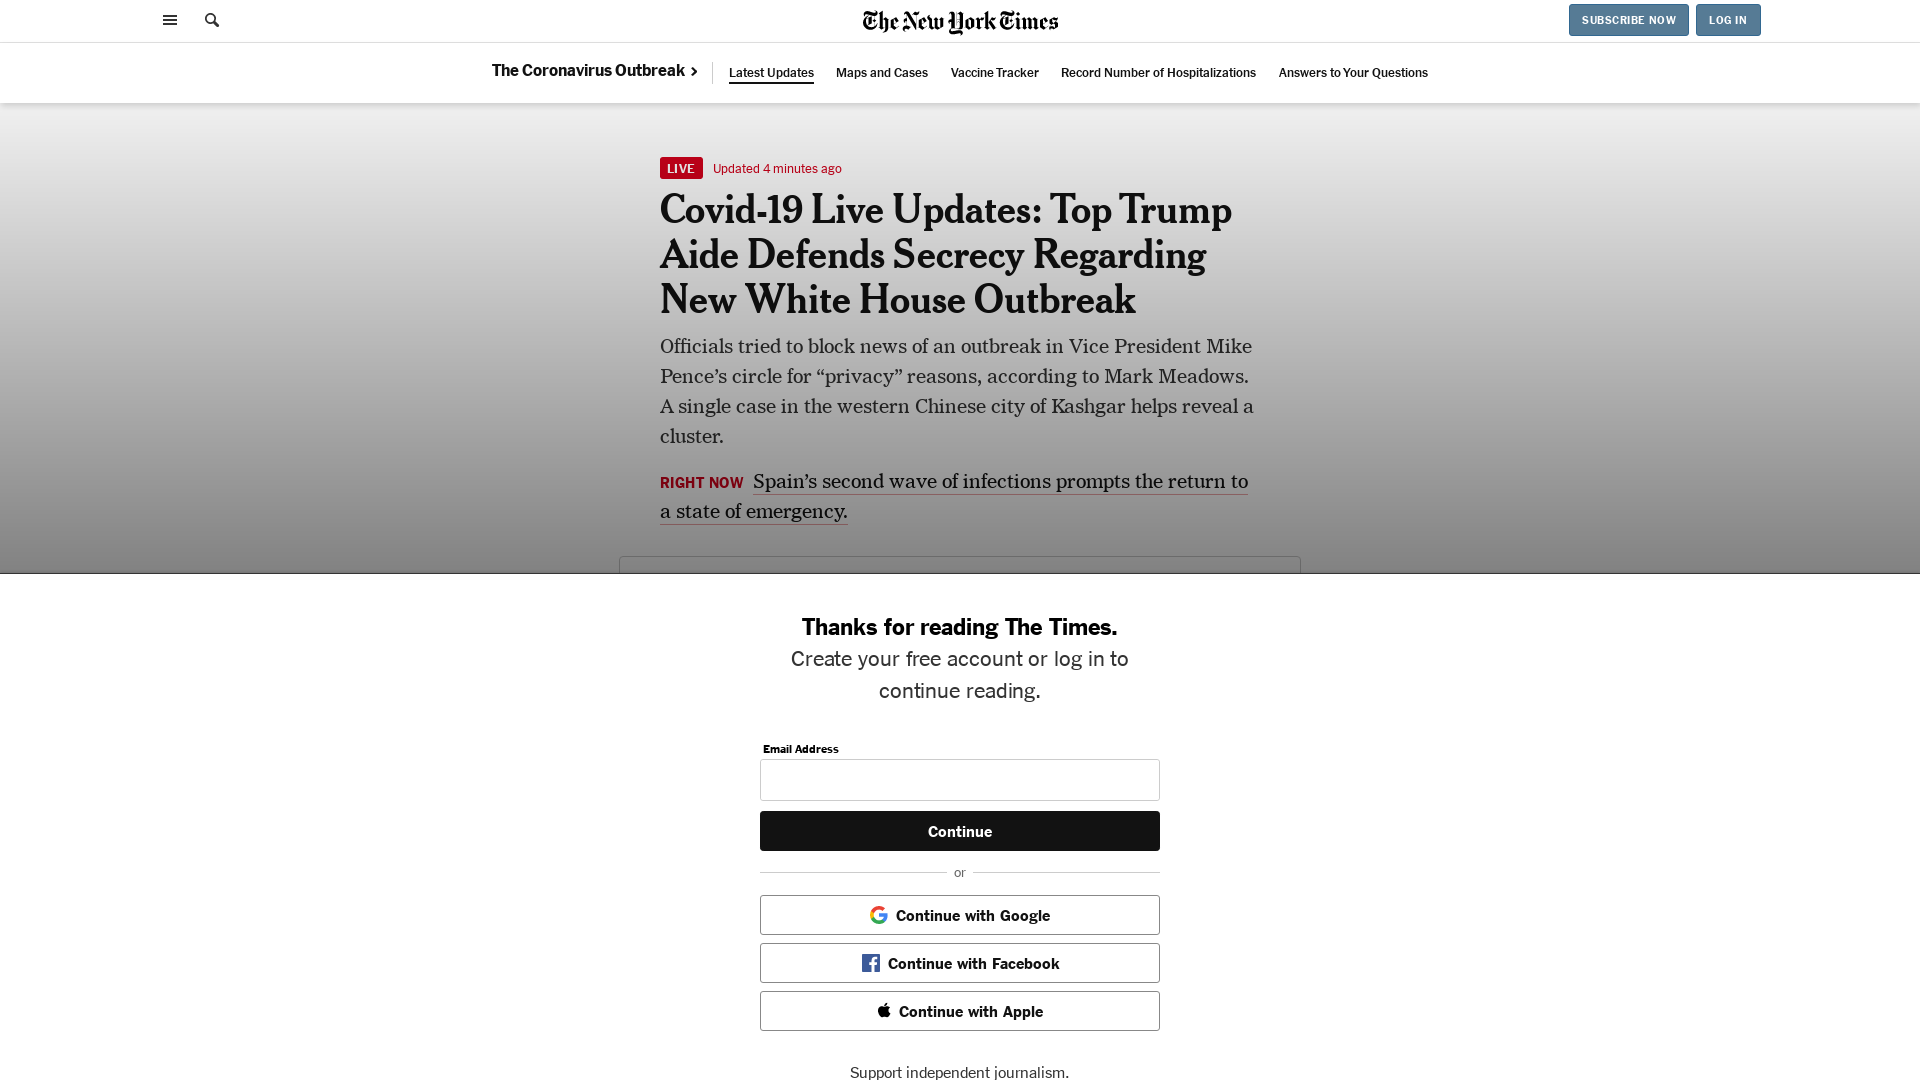 The New York Times
SUBSCRIBE NOW
LOG IN
The Coronavirus Outbreak
Latest Updates
Maps and Cases
Vaccine Tracker
Record Number of Hospitalizations
Answers to Your Questions
LIVE Updated 4 minutes ago
Covid-19 Live Updates: Top Trump
Aide Defends Secrecy Regarding
New White House Outbreak
Officials tried to block news of an outbreak in Vice President Mike
Pence’s circle for “privacy” reasons, according to Mark Meadows.
A single case in the western Chinese city of Kashgar helps reveal a
cluster.
RIGHT NOW Spain’s second wave of infections prompts the return to
a state of emergency.
Thanks for reading The Times.
Create your free account or log in to
continue reading.
Email Address
Continue
or
Continue with Google
Continue with Facebook
Continue with Apple
Support independent journalism.